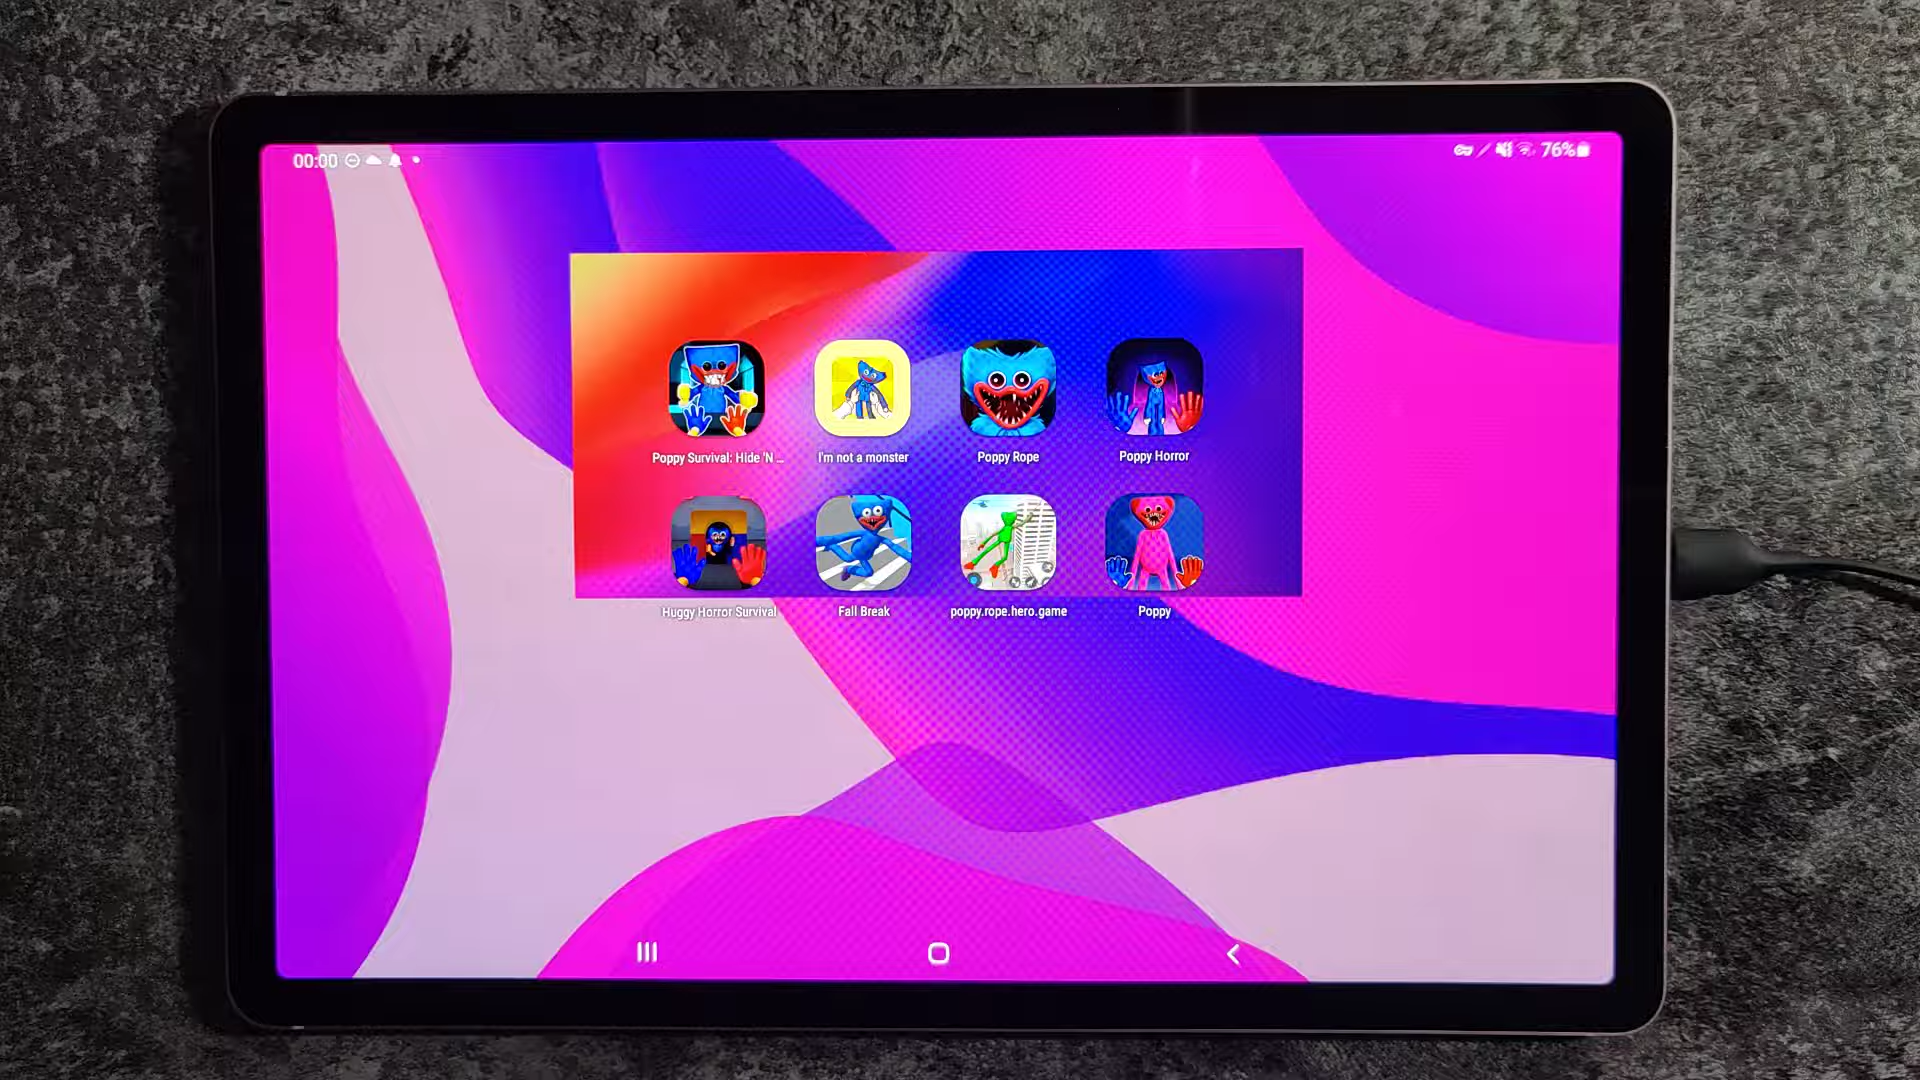 00:00
76%
Poppy Survival: Hide 'N ...
I'm not a monster
Poppy Rope
Poppy Horror
Huggy Horror Survival
Fall Break
poppy.rope.hero.game
Poppy